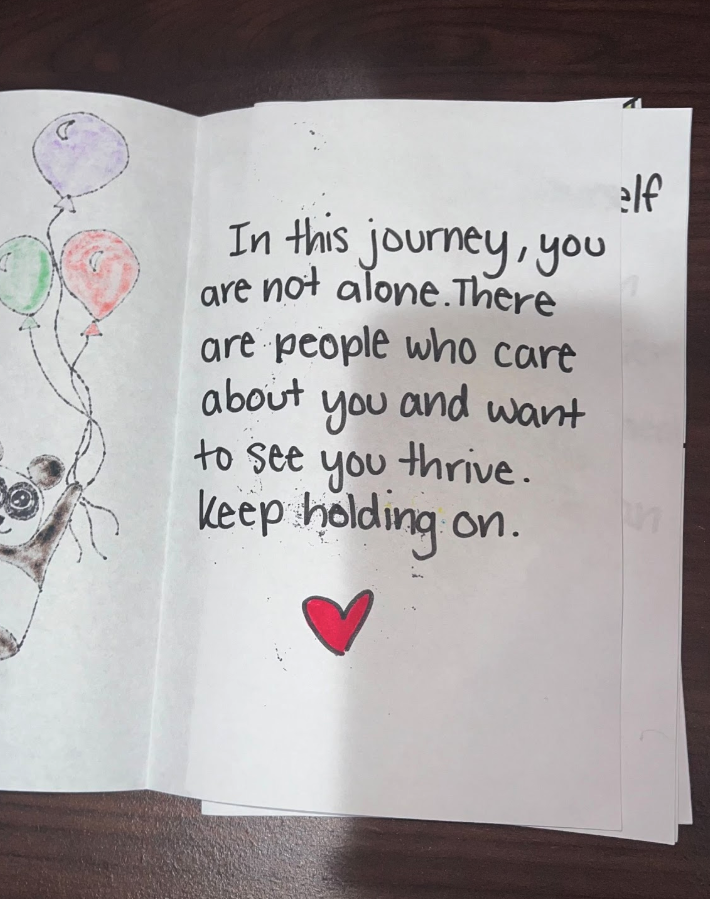 In this journey, you
are not alone.There
are people who care
about you and want
to see you thrive.
Keep holding on.
elf